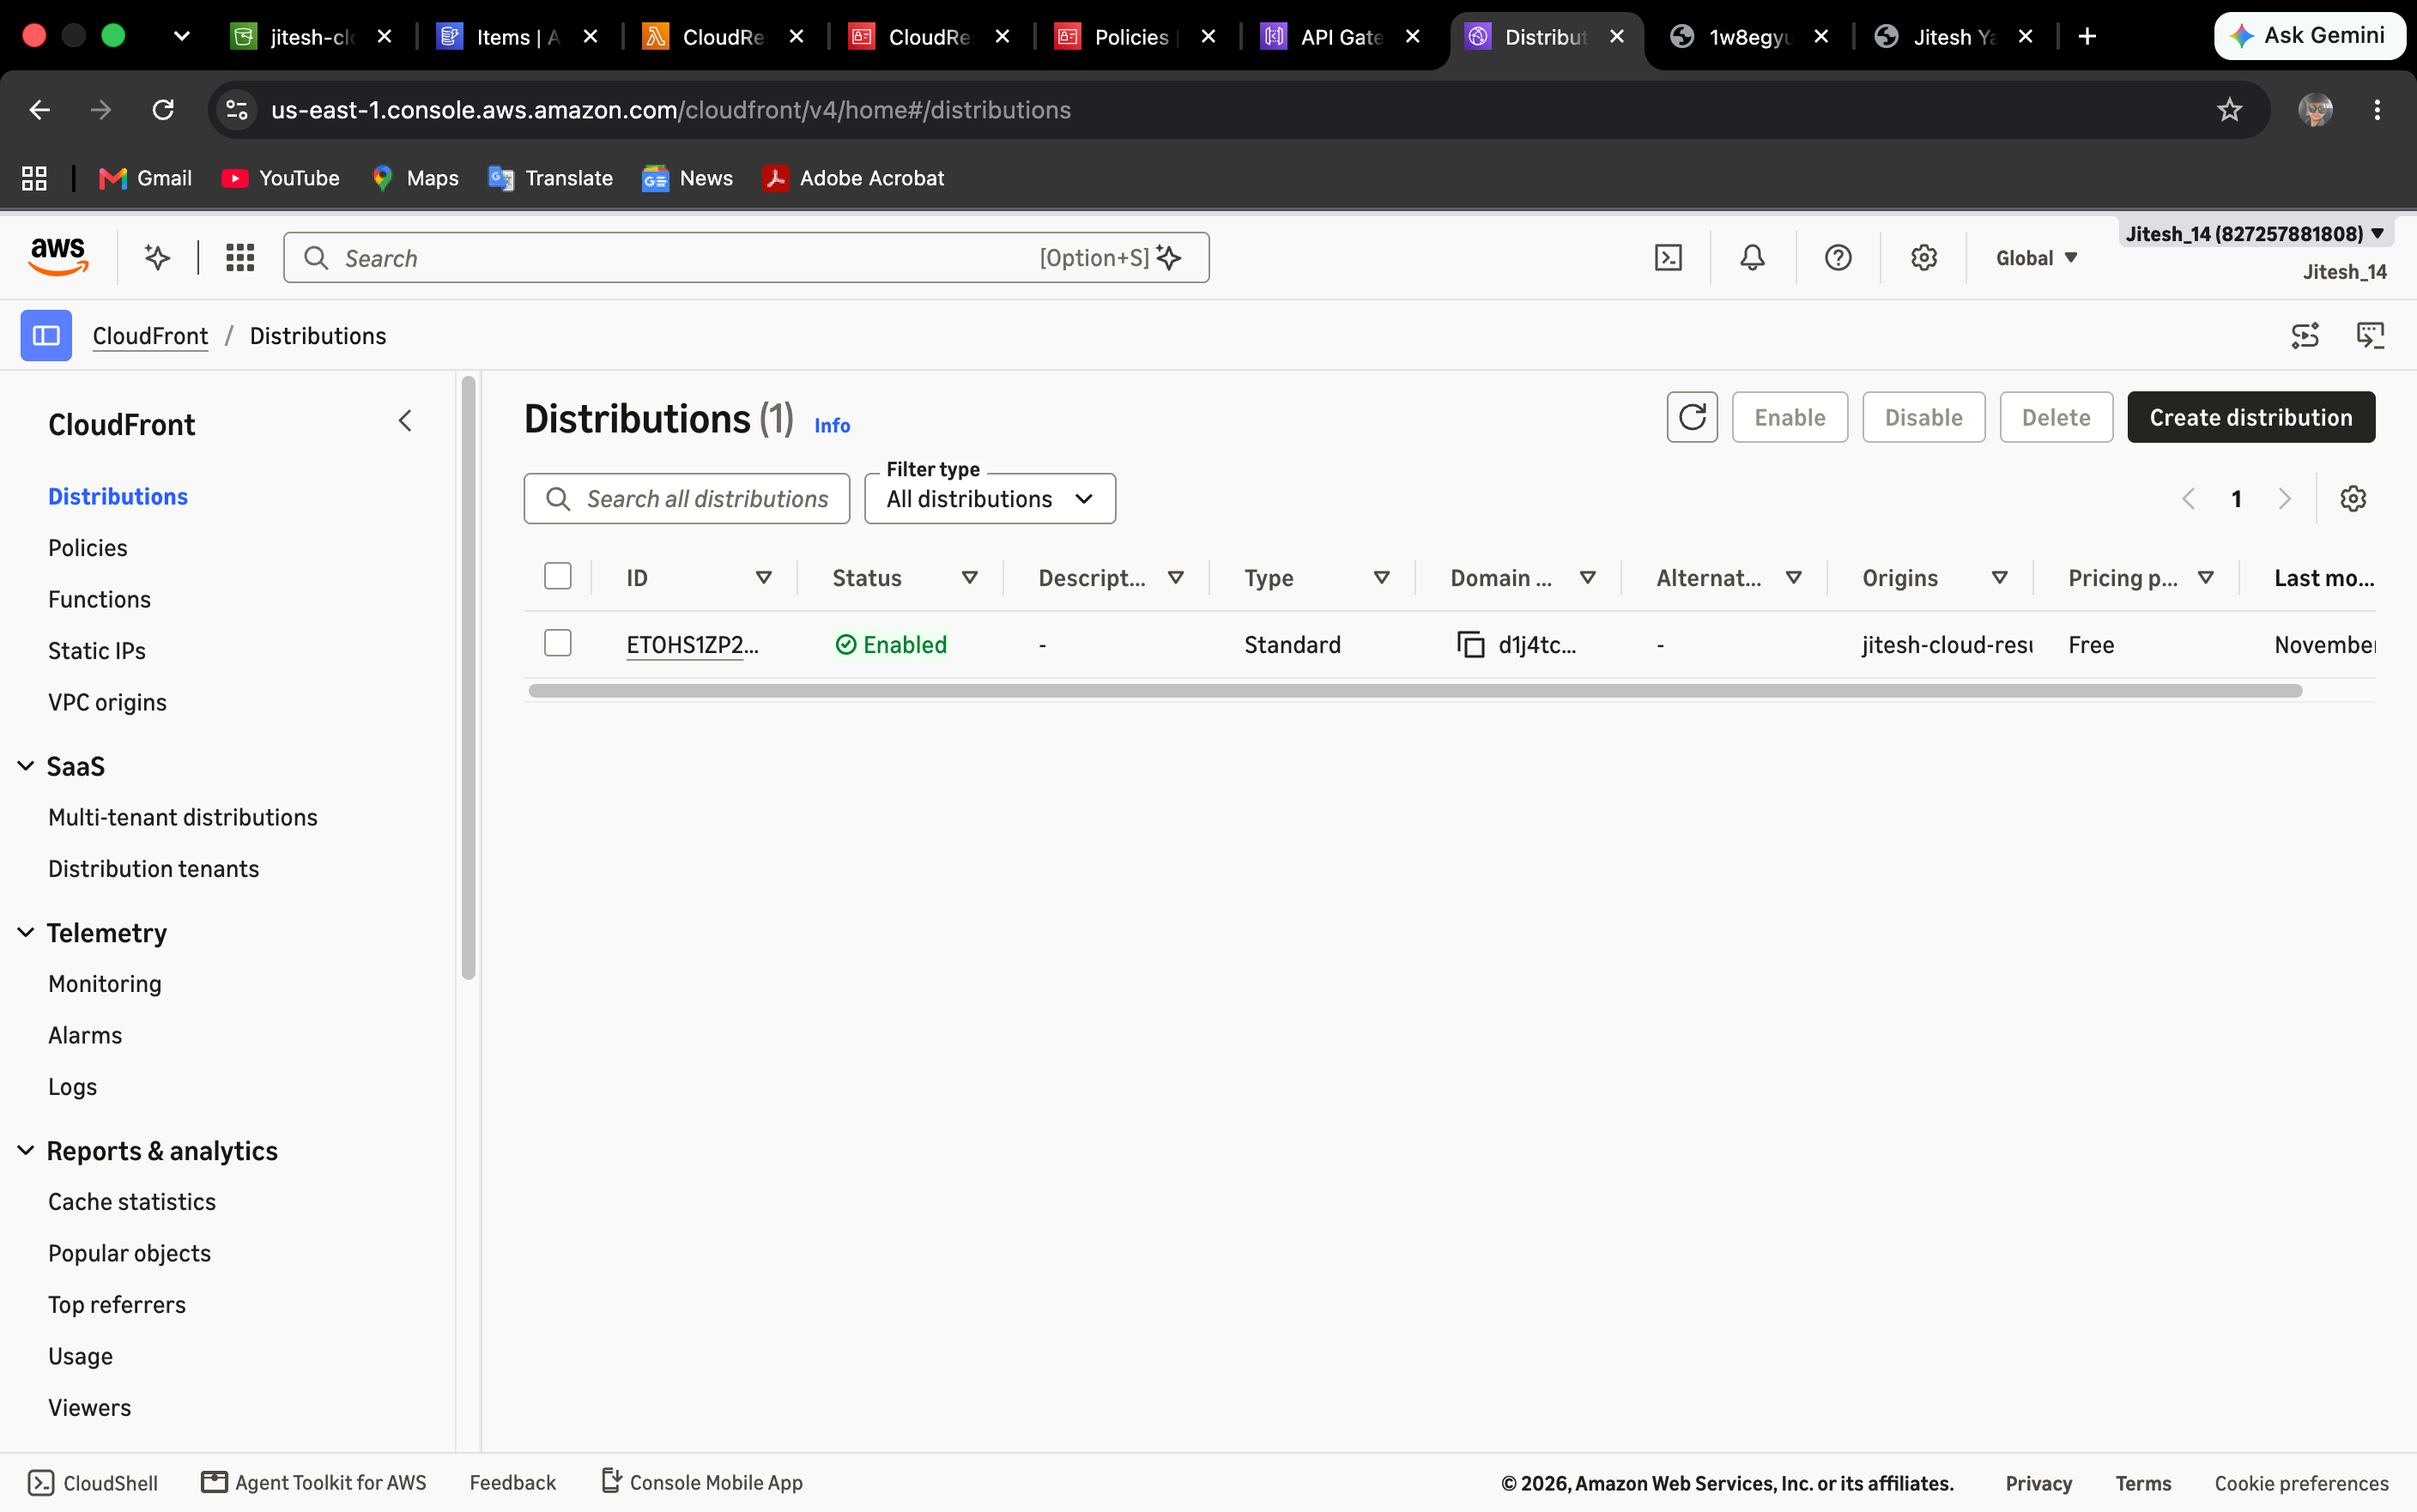 jitesh-clo
Items | A
CloudRe
CloudRe
Policies |
API Gate
Distribut
1w8egyu
Jitesh Ya
Ask Gemini
us-east-1.console.aws.amazon.com/cloudfront/v4/home#/distributions
Gmail
YouTube
Maps
Translate
News
Adobe Acrobat
aws
Search
[Option+S]
Global
Jitesh_14 (827257881808)
Jitesh_14
CloudFront / Distributions
CloudFront
Distributions
Policies
Functions
Static IPs
VPC origins
SaaS
Multi-tenant distributions
Distribution tenants
Telemetry
Monitoring
Alarms
Logs
Reports & analytics
Cache statistics
Popular objects
Top referrers
Usage
Viewers
Distributions (1) Info
Enable
Disable
Delete
Create distribution
Search all distributions
Filter type
All distributions
1
ID Status Descript... Type Domain ... Alternat... Origins Pricing p... Last mo...
ETOHS1ZP2... Enabled - Standard d1j4tc... - jitesh-cloud-resu Free November
CloudShell
Agent Toolkit for AWS
Feedback
Console Mobile App
© 2026, Amazon Web Services, Inc. or its affiliates.
Privacy
Terms
Cookie preferences